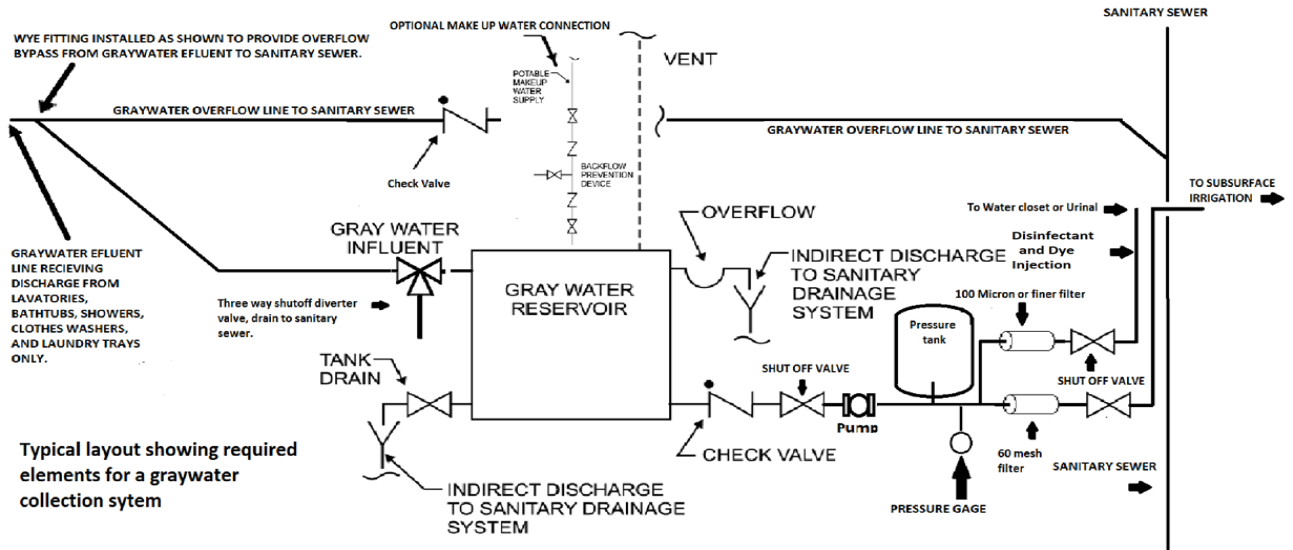 SANITARY SEWER
OPTIONAL MAKE UP WATER CONNECTION
WYE FITTING INSTALLED AS SHOWN TO PROVIDE OVERFLOW
BYPASS FROM GRAYWATER EFLUENT TO SANITARY SEWER.
VENT
POTABLE
MAKEUP
WATER
SUPPLY
GRAYWATER OVERFLOW LINE TO SANITARY SEWER
GRAYWATER OVERFLOW LINE TO SANITARY SEWER
Check Valve
BACKFLOW
PREVENTION
DEVICE
TO SUBSURFACE
IRRIGATION
To Water closet or Urinal
OVERFLOW
GRAY WATER
INFLUENT
Disinfectant
and Dye
Injection
GRAYWATER EFLUENT
LINE RECIEVING
DISCHARGE FROM
LAVATORIES,
BATHTUBS, SHOWERS,
CLOTHES WASHERS,
AND LAUNDRY TRAYS
ONLY.
INDIRECT DISCHARGE
TO SANITARY
DRAINAGE
SYSTEM
GRAY WATER
RESERVOIR
100 Micron or finer filter
Three way shutoff diverter
valve, drain to sanitary
sewer.
Pressure
tank
TANK
DRAIN
SHUT OFF VALVE
SHUT OFF VALVE
Pump
Typical layout showing required
elements for a graywater
collection sytem
CHECK VALVE
60 mesh
filter
SANITARY SEWER
INDIRECT DISCHARGE
TO SANITARY DRAINAGE
SYSTEM
PRESSURE GAGE